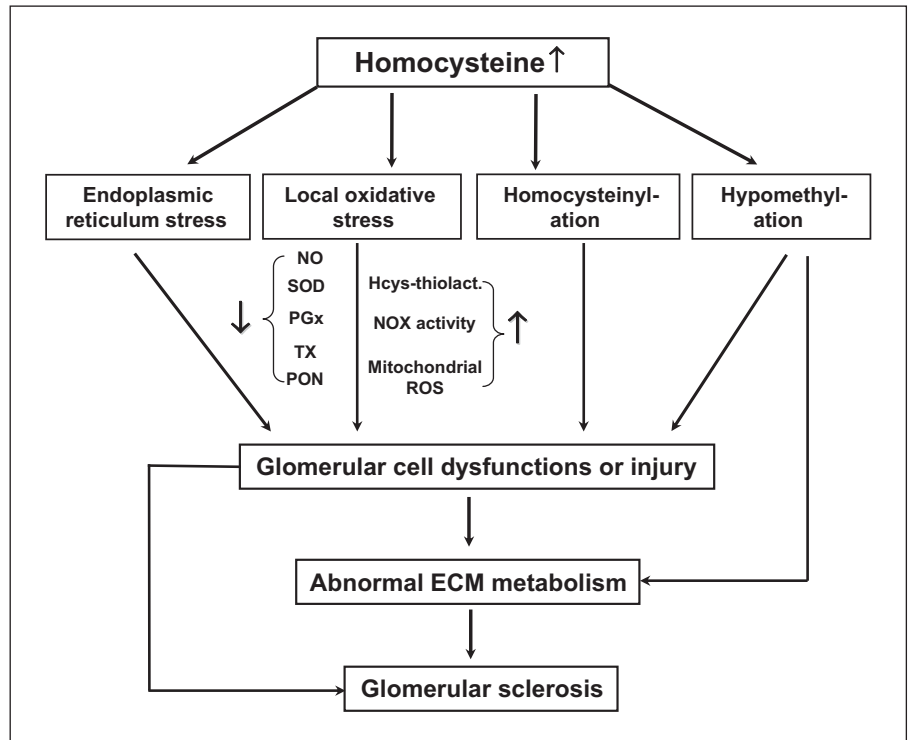 Homocysteine↑
Endoplasmic
reticulum stress
Local oxidative
stress
Homocysteinyl-
ation
Hypomethyl-
ation
↓
NO
SOD
PGx
TX
PON
Hcys-thiolact.
NOX activity
Mitochondrial
ROS
↑
Glomerular cell dysfunctions or injury
Abnormal ECM metabolism
Glomerular sclerosis